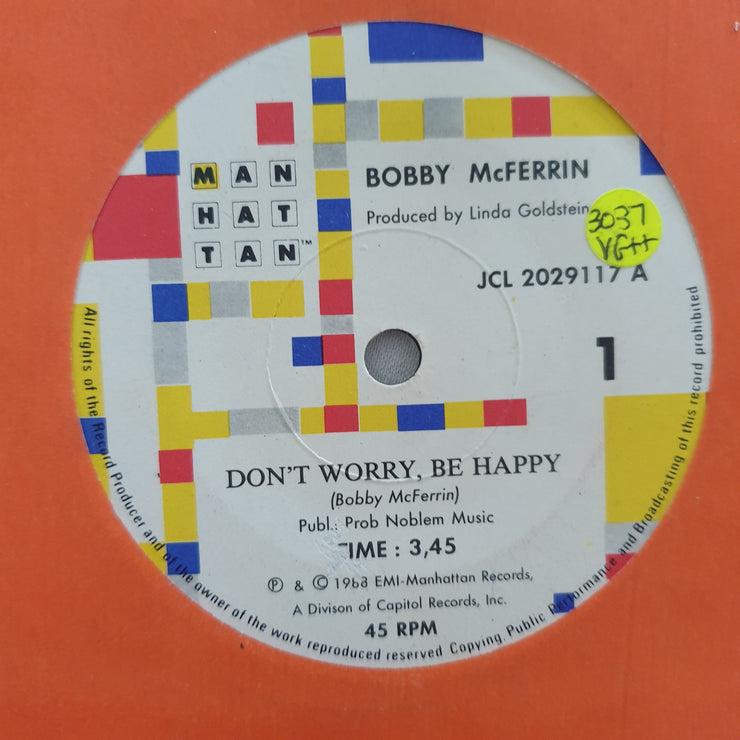 MAN
HAT
TAN™
BOBBY McFERRIN
Produced by Linda Goldstein
3037
VG++
JCL 2029117 A
1
DON'T WORRY, BE HAPPY
(Bobby McFerrin)
Publ.: Prob Noblem Music
TIME : 3,45
℗ & © 1988 EMI-Manhattan Records,
A Divison of Capitol Records, Inc.
45 RPM
All rights of the Record Producer and of the owner of the work reproduced reserved Copying, Public Performance and Broadcasting of this record prohibited